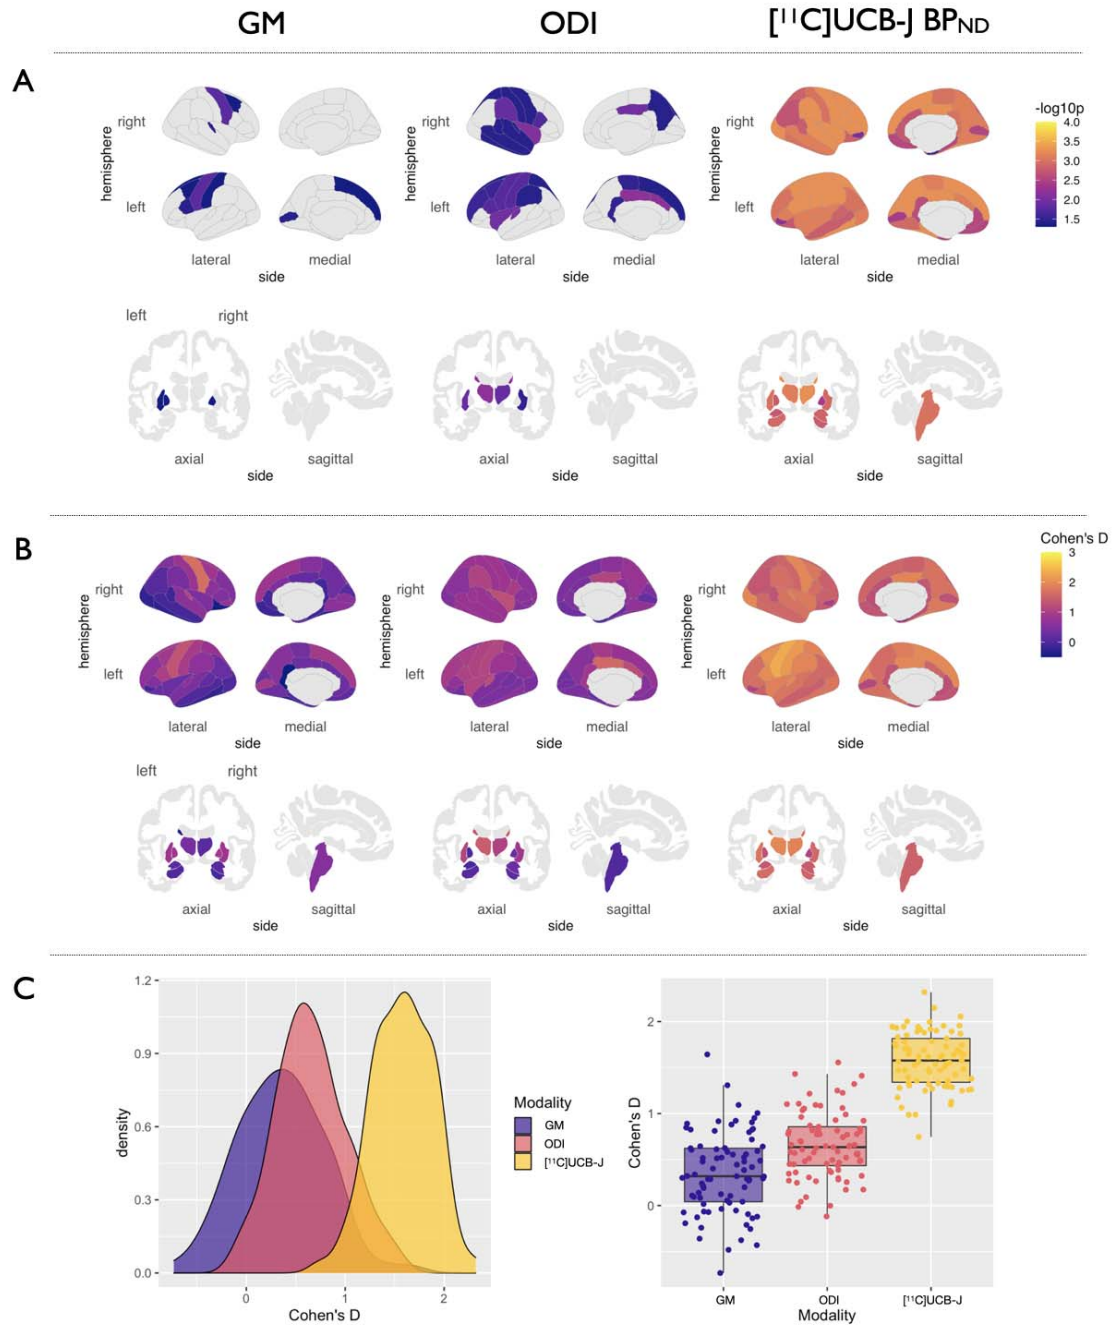 GM ODI [¹¹C]UCB-J BPND
A
hemisphere right left
lateral medial
side
hemisphere right left
lateral medial
side
hemisphere right left
lateral medial
side
-log10p
4.0
3.5
3.0
2.5
2.0
1.5
left right
axial sagittal
side
axial sagittal
side
axial sagittal
side
B
hemisphere right left
lateral medial
side
hemisphere right left
lateral medial
side
hemisphere right left
lateral medial
side
Cohen's D
3
2
1
0
left right
axial sagittal
side
axial sagittal
side
axial sagittal
side
C
density
1.2
0.9
0.6
0.3
0.0
0 1 2
Cohen's D
Modality
GM
ODI
[¹¹C]UCB-J
Cohen's D
2
1
0
GM ODI [¹¹C]UCB-J
Modality